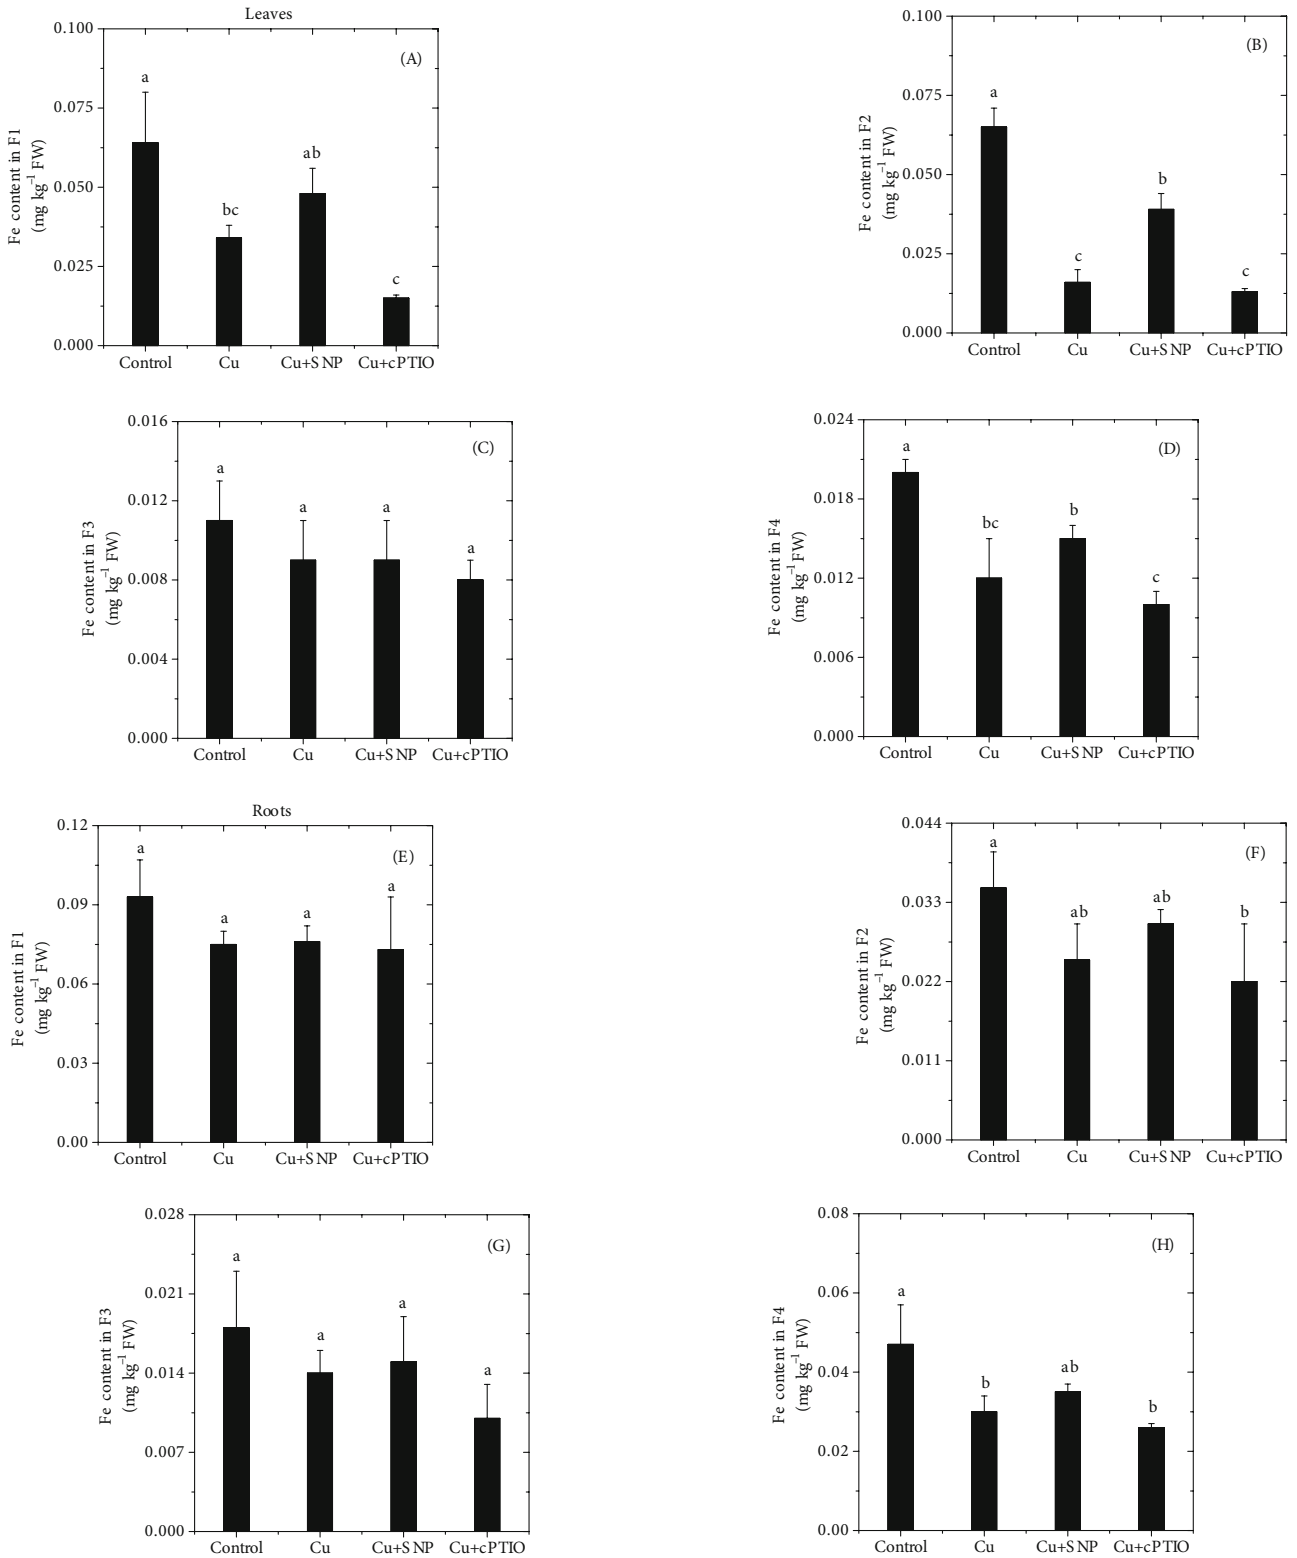 Leaves
(A)
Fe content in F1
(mg kg⁻¹ FW)
0.100
0.075
0.050
0.025
0.000
a
bc
ab
c
Control Cu Cu+SNP Cu+cPTIO
(B)
Fe content in F2
(mg kg⁻¹ FW)
0.100
0.075
0.050
0.025
0.000
a
c
b
c
Control Cu Cu+SNP Cu+cPTIO
(C)
Fe content in F3
(mg kg⁻¹ FW)
0.016
0.012
0.008
0.004
0.000
a
a
a
a
Control Cu Cu+SNP Cu+cPTIO
(D)
Fe content in F4
(mg kg⁻¹ FW)
0.024
0.018
0.012
0.006
0.000
a
bc
b
c
Control Cu Cu+SNP Cu+cPTIO
Roots
(E)
Fe content in F1
(mg kg⁻¹ FW)
0.12
0.09
0.06
0.03
0.00
a
a
a
a
Control Cu Cu+SNP Cu+cPTIO
(F)
Fe content in F2
(mg kg⁻¹ FW)
0.044
0.033
0.022
0.011
0.000
a
ab
ab
b
Control Cu Cu+SNP Cu+cPTIO
(G)
Fe content in F3
(mg kg⁻¹ FW)
0.028
0.021
0.014
0.007
0.000
a
a
a
a
Control Cu Cu+SNP Cu+cPTIO
(H)
Fe content in F4
(mg kg⁻¹ FW)
0.08
0.06
0.04
0.02
0.00
a
b
ab
b
Control Cu Cu+SNP Cu+cPTIO